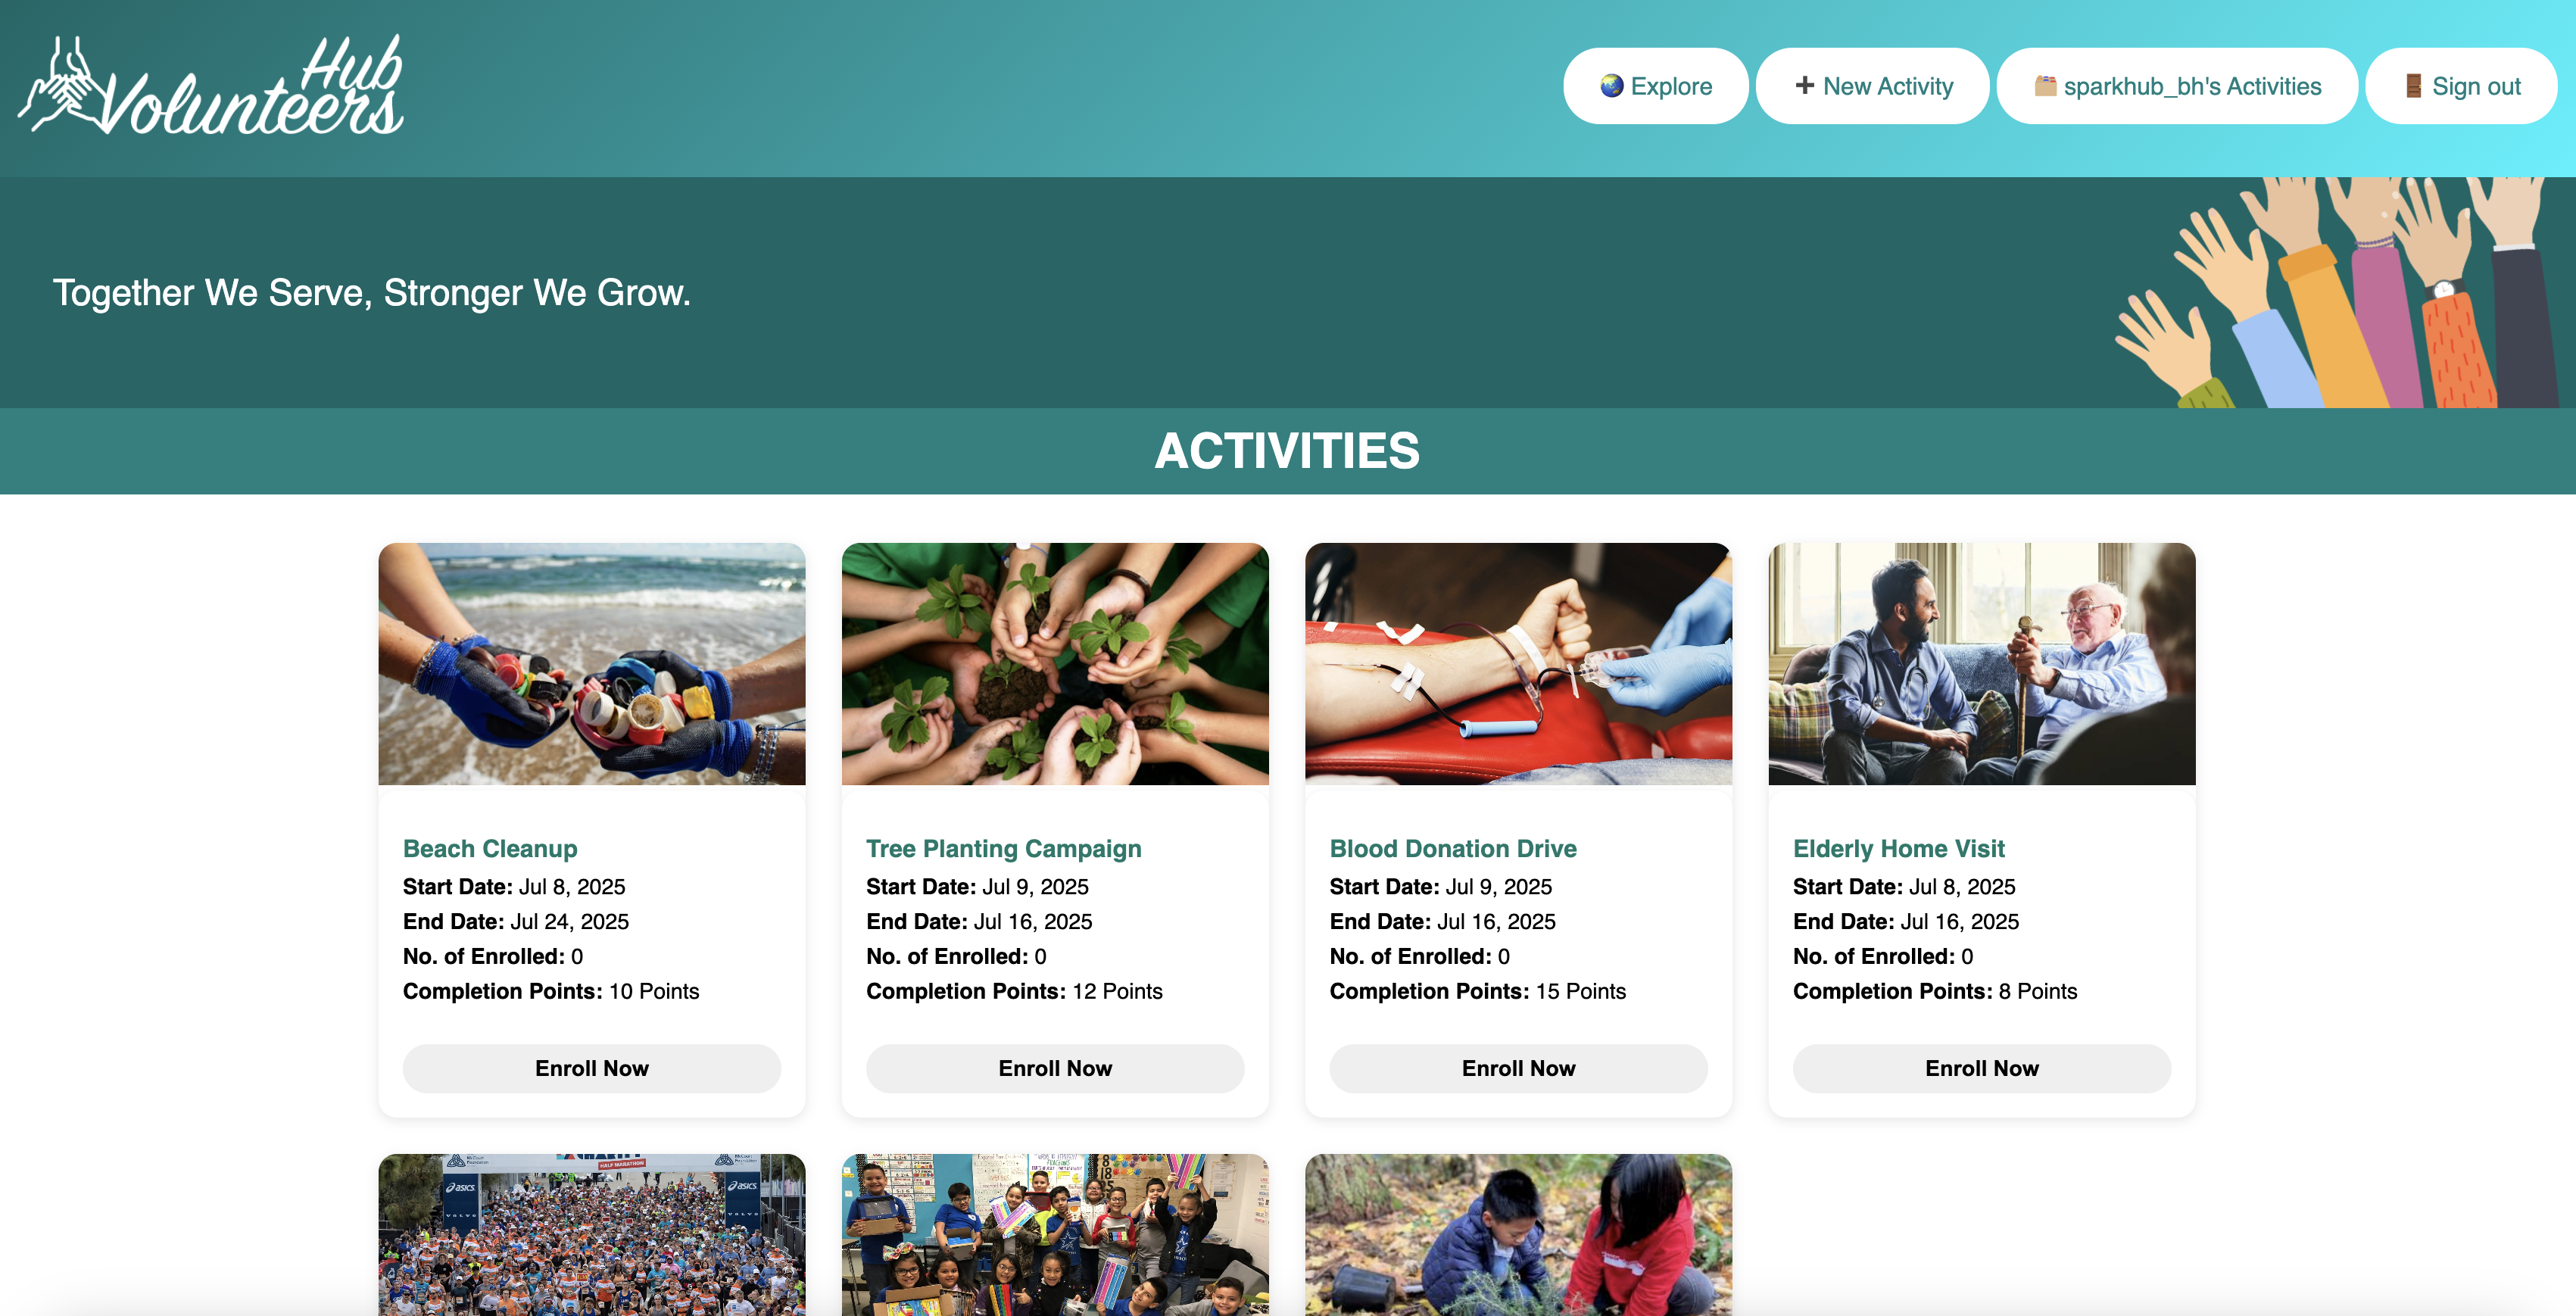 Hub
Volunteers
🌏 Explore
➕ New Activity
🗂️ sparkhub_bh's Activities
🚪 Sign out
Together We Serve, Stronger We Grow.
ACTIVITIES
Beach Cleanup
Start Date: Jul 8, 2025
End Date: Jul 24, 2025
No. of Enrolled: 0
Completion Points: 10 Points
Enroll Now
Tree Planting Campaign
Start Date: Jul 9, 2025
End Date: Jul 16, 2025
No. of Enrolled: 0
Completion Points: 12 Points
Enroll Now
Blood Donation Drive
Start Date: Jul 9, 2025
End Date: Jul 16, 2025
No. of Enrolled: 0
Completion Points: 15 Points
Enroll Now
Elderly Home Visit
Start Date: Jul 8, 2025
End Date: Jul 16, 2025
No. of Enrolled: 0
Completion Points: 8 Points
Enroll Now
HALF MARATHON
asics
VOLVO
asics
VOLVO